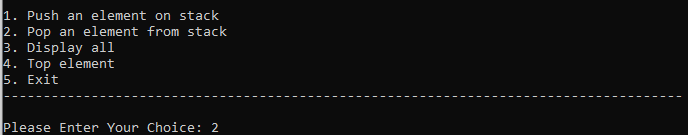 1. Push an element on stack
2. Pop an element from stack
3. Display all
4. Top element
5. Exit
-------------------------------------------------------------------------------------
Please Enter Your Choice: 2